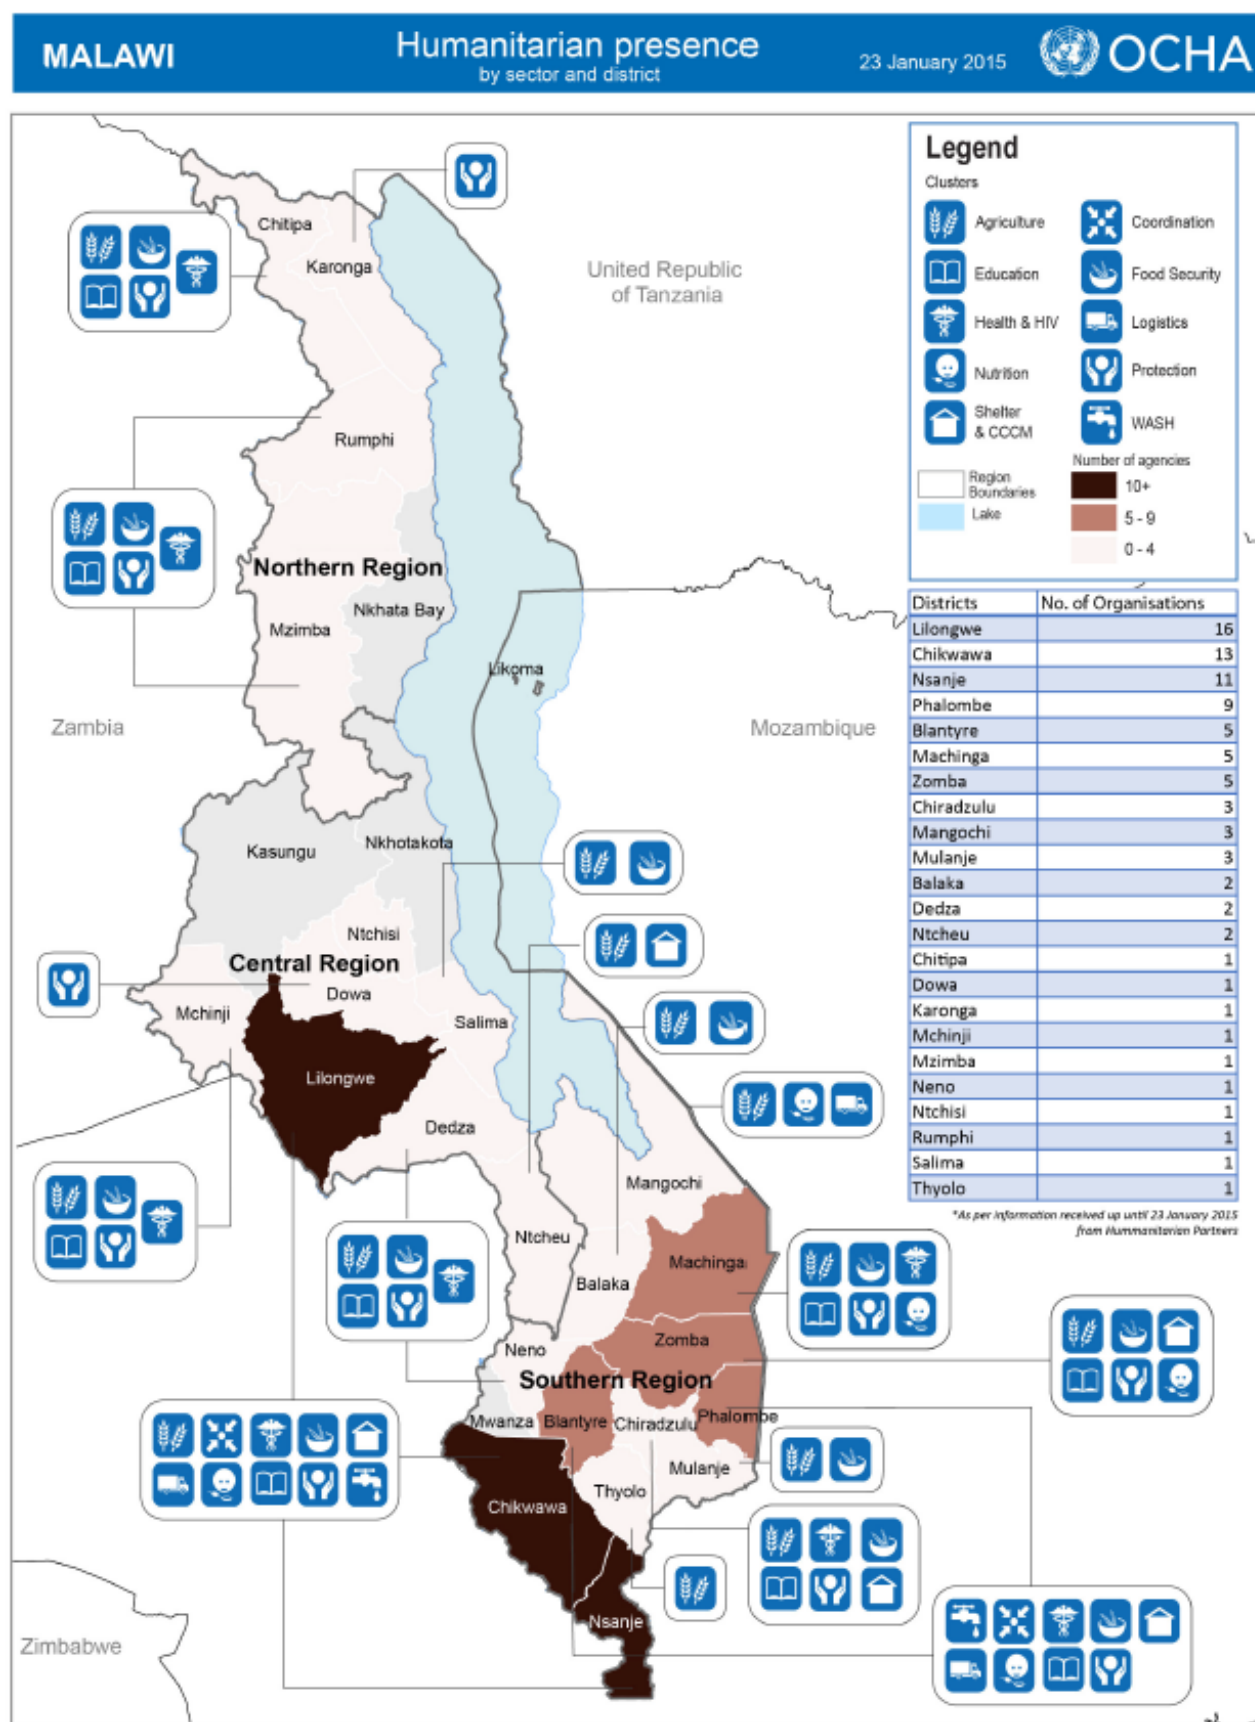 MALAWI
Humanitarian presence
by sector and district
23 January 2015
OCHA
Legend
Clusters
Agriculture
Coordination
Education
Food Security
Health & HIV
Logistics
Nutrition
Protection
Shelter
& CCCM
WASH
Number of agencies
Region
Boundaries
10+
Lake
5 - 9
0 - 4
Chitipa
Karonga
United Republic
of Tanzania
Rumphi
Northern Region
Nkhata Bay
Mzimba
Likoma
Zambia
Mozambique
Kasungu
Nkhotakota
Ntchisi
Central Region
Dowa
Mchinji
Salima
Lilongwe
Dedza
Mangochi
Ntcheu
Machinga
Balaka
Zomba
Neno
Southern Region
Mwanza
Blantyre
Chiradzulu
Phalombe
Mulanje
Thyolo
Chikwawa
Nsanje
Zimbabwe
Districts No. of Organisations
Lilongwe 16
Chikwawa 13
Nsanje 11
Phalombe 9
Blantyre 5
Machinga 5
Zomba 5
Chiradzulu 3
Mangochi 3
Mulanje 3
Balaka 2
Dedza 2
Ntcheu 2
Chitipa 1
Dowa 1
Karonga 1
Mchinji 1
Mzimba 1
Neno 1
Ntchisi 1
Rumphi 1
Salima 1
Thyolo 1
*As per information received up until 23 January 2015
from Hummanitarian Partners